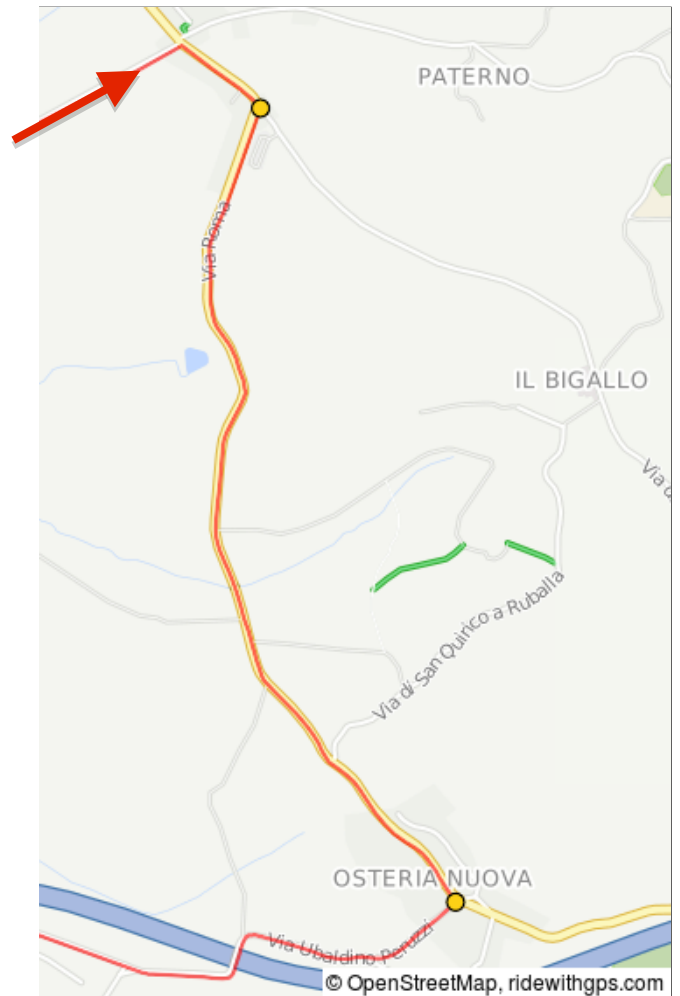 PATERNO
Via Roma
IL BIGALLO
Via d
Via di San Quirico a Ruballa
OSTERIA NUOVA
Via Ubaldino Peruzzi
© OpenStreetMap, ridewithgps.com